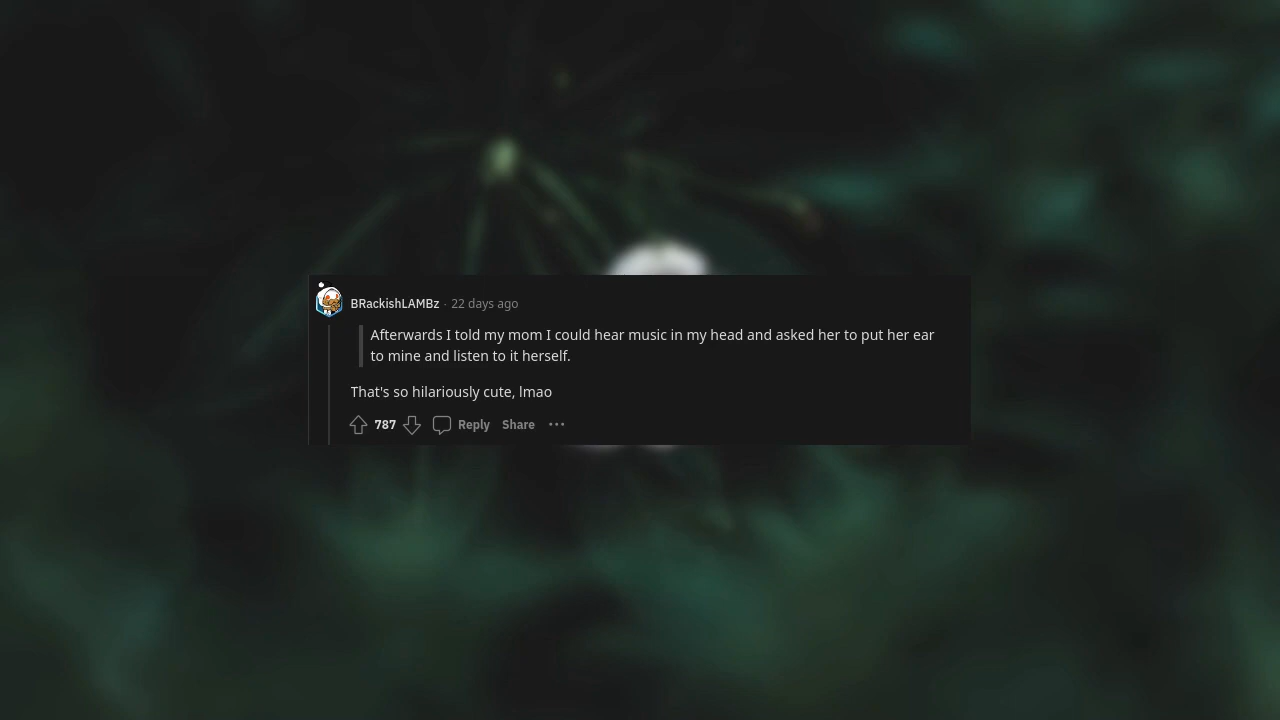 BRackishLAMBz · 22 days ago
Afterwards I told my mom I could hear music in my head and asked her to put her ear
to mine and listen to it herself.
That's so hilariously cute, lmao
787 Reply Share ···